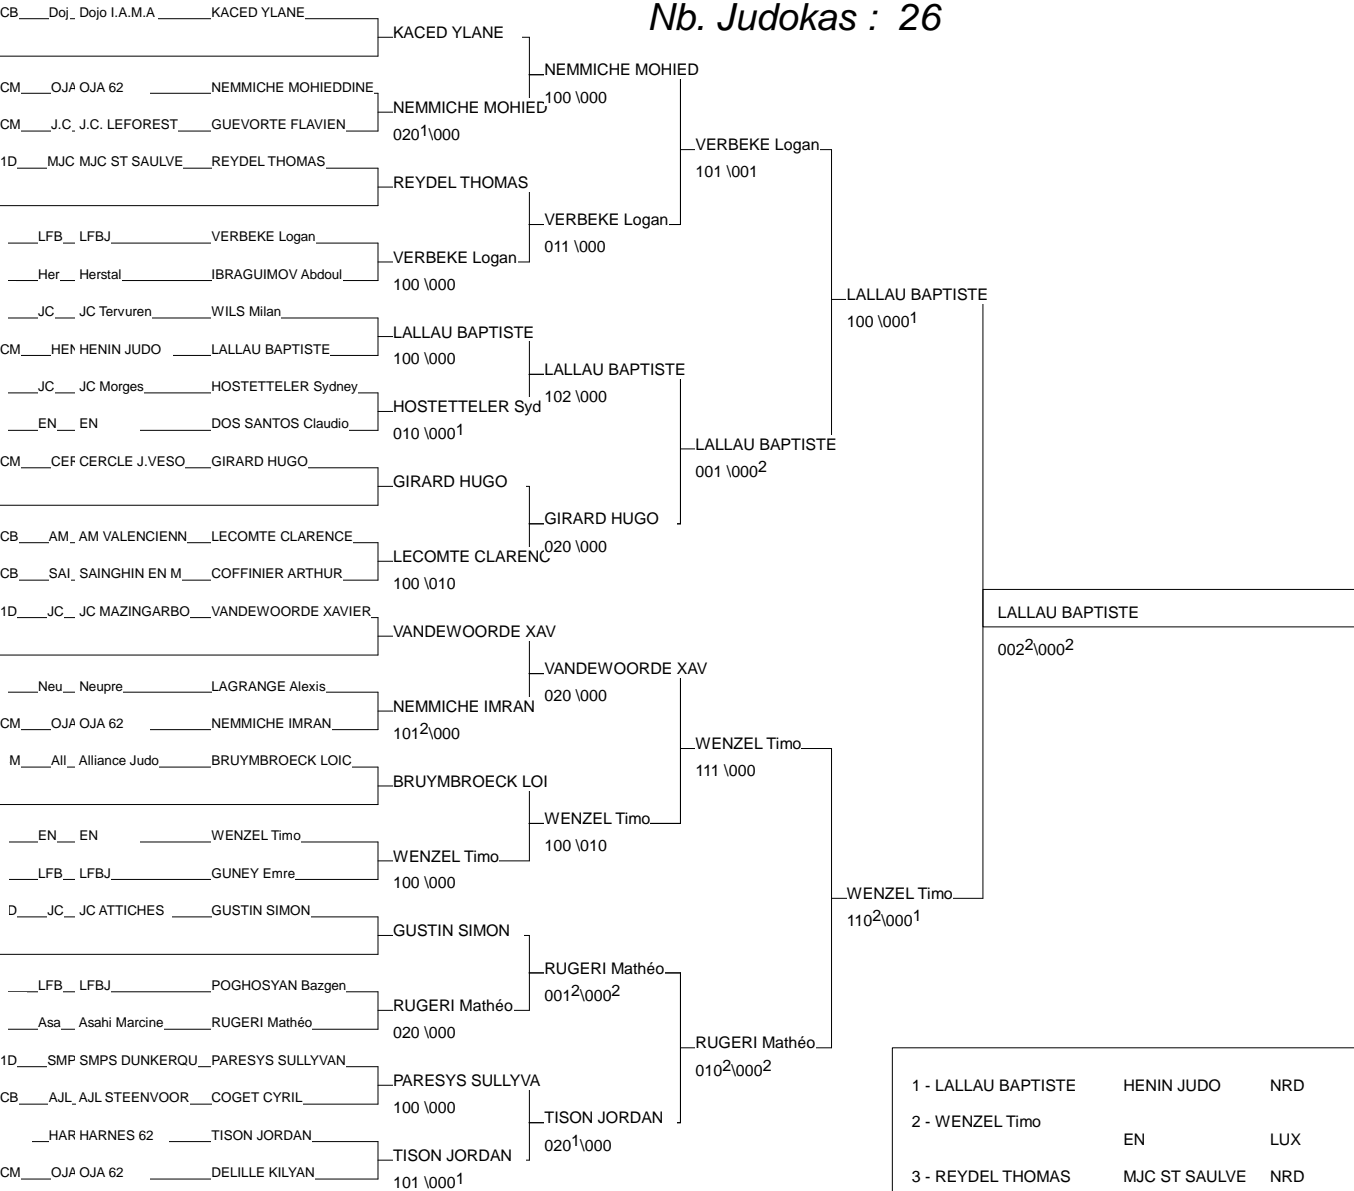 Nb. Judokas : 26
CB Doj Dojo I.A.M.A KACED YLANE
KACED YLANE
NEMMICHE MOHIED
100 \000
CM OJA OJA 62 NEMMICHE MOHIEDDINE
NEMMICHE MOHIED
020¹\000
CM J.C J.C. LEFOREST GUEVORTE FLAVIEN
VERBEKE Logan
101 \001
1D MJC MJC ST SAULVE REYDEL THOMAS
REYDEL THOMAS
VERBEKE Logan
011 \000
LFB LFBJ VERBEKE Logan
VERBEKE Logan
100 \000
Her Herstal IBRAGUIMOV Abdoul
LALLAU BAPTISTE
100 \000¹
JC JC Tervuren WILS Milan
LALLAU BAPTISTE
100 \000
CM HEN HENIN JUDO LALLAU BAPTISTE
LALLAU BAPTISTE
102 \000
JC JC Morges HOSTETTELER Sydney
HOSTETTELER Syd
010 \000¹
EN EN DOS SANTOS Claudio
LALLAU BAPTISTE
001 \000²
CM CER CERCLE J.VESO GIRARD HUGO
GIRARD HUGO
GIRARD HUGO
020 \000
CB AM AM VALENCIENN LECOMTE CLARENCE
LECOMTE CLARENC
100 \010
CB SAI SAINGHIN EN M COFFINIER ARTHUR
LALLAU BAPTISTE
002²\000²
1D JC JC MAZINGARBO VANDEWOORDE XAVIER
VANDEWOORDE XAV
VANDEWOORDE XAV
020 \000
Neu Neupre LAGRANGE Alexis
NEMMICHE IMRAN
101²\000
CM OJA OJA 62 NEMMICHE IMRAN
WENZEL Timo
111 \000
M All Alliance Judo BRUYMBROECK LOIC
BRUYMBROECK LOI
WENZEL Timo
100 \010
EN EN WENZEL Timo
WENZEL Timo
100 \000
LFB LFBJ GUNEY Emre
WENZEL Timo
110²\000¹
D JC JC ATTICHES GUSTIN SIMON
GUSTIN SIMON
RUGERI Mathéo
001²\000²
LFB LFBJ POGHOSYAN Bazgen
RUGERI Mathéo
020 \000
Asa Asahi Marcine RUGERI Mathéo
RUGERI Mathéo
010²\000²
1D SMP SMPS DUNKERQU PARESYS SULLYVAN
PARESYS SULLYVA
100 \000
CB AJL AJL STEENVOOR COGET CYRIL
TISON JORDAN
020¹\000
HAR HARNES 62 TISON JORDAN
TISON JORDAN
101 \000¹
CM OJA OJA 62 DELILLE KILYAN
1 - LALLAU BAPTISTE HENIN JUDO NRD
2 - WENZEL Timo
EN LUX
3 - REYDEL THOMAS MJC ST SAULVE NRD